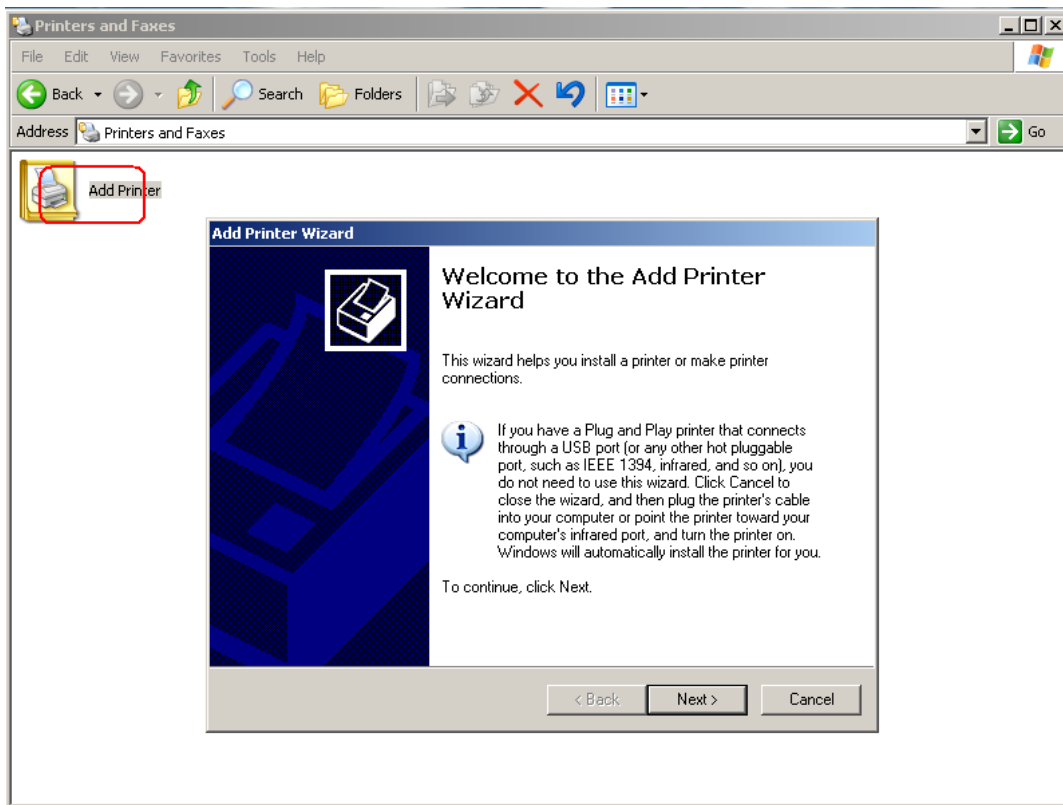 Printers and Faxes
File Edit View Favorites Tools Help
Back Search Folders
Address Printers and Faxes Go
Add Printer
Add Printer Wizard
Welcome to the Add Printer
Wizard
This wizard helps you install a printer or make printer
connections.
If you have a Plug and Play printer that connects
through a USB port (or any other hot pluggable
port, such as IEEE 1394, infrared, and so on), you
do not need to use this wizard. Click Cancel to
close the wizard, and then plug the printer's cable
into your computer or point the printer toward your
computer's infrared port, and turn the printer on.
Windows will automatically install the printer for you.
To continue, click Next.
< Back Next > Cancel